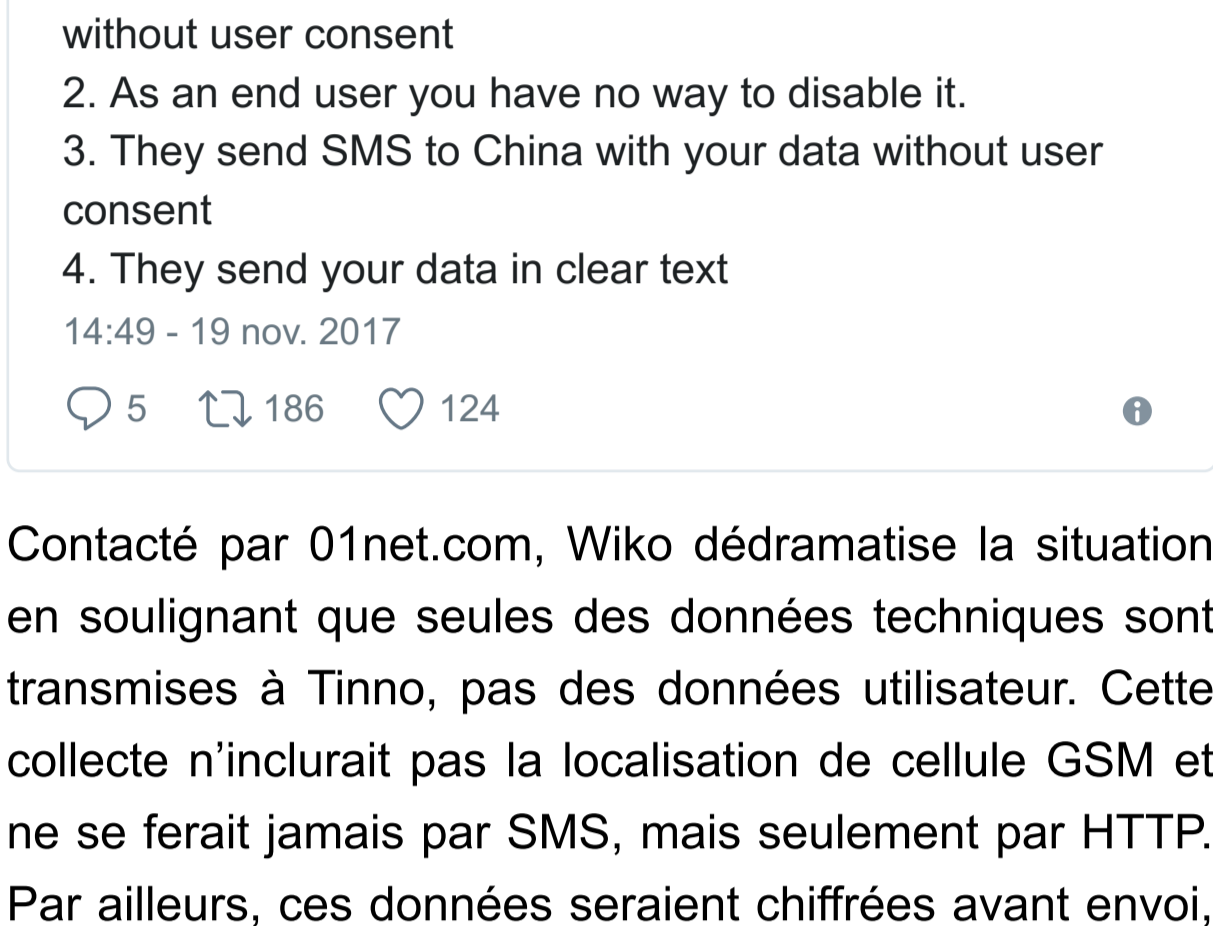 without user consent
2. As an end user you have no way to disable it.
3. They send SMS to China with your data without user
consent
4. They send your data in clear text
14:49 - 19 nov. 2017
5 186 124
Contacté par 01net.com, Wiko dédramatise la situation
en soulignant que seules des données techniques sont
transmises à Tinno, pas des données utilisateur. Cette
collecte n’inclurait pas la localisation de cellule GSM et
ne se ferait jamais par SMS, mais seulement par HTTP.
Par ailleurs, ces données seraient chiffrées avant envoi,